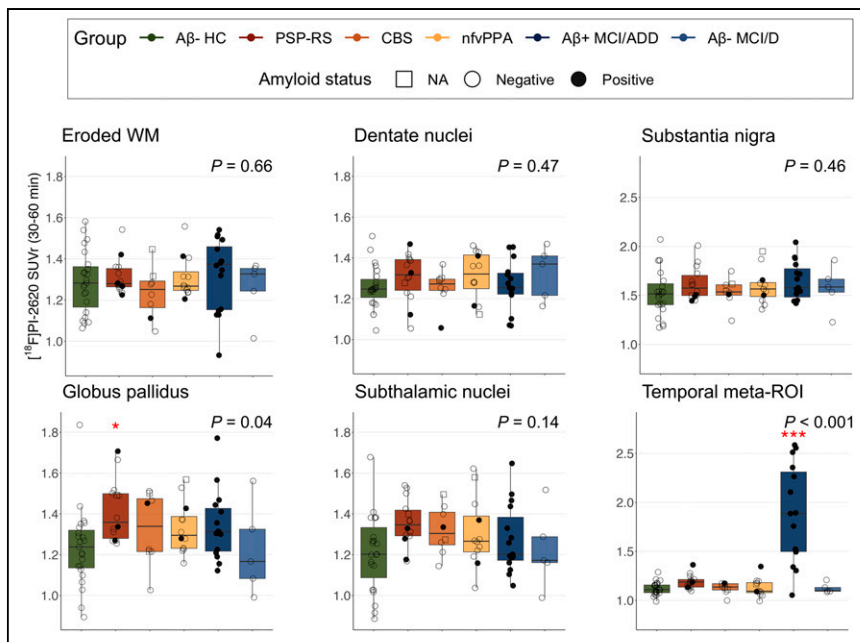 Group Aβ- HC PSP-RS CBS nfvPPA Aβ+ MCI/ADD Aβ- MCI/D
Amyloid status NA Negative Positive
Eroded WM Dentate nuclei Substantia nigra
P = 0.66 P = 0.47 P = 0.46
[¹⁸F]PI-2620 SUVr (30-60 min)
1.8 1.8 2.5
1.6 1.6
1.4 1.4 2.0
1.2 1.2 1.5
1.0 1.0 1.0
Globus pallidus Subthalamic nuclei Temporal meta-ROI
* P = 0.04 P = 0.14 P < 0.001
***
1.8 1.8 2.5
1.6 1.6 2.0
1.4 1.4
1.2 1.2 1.5
1.0 1.0 1.0